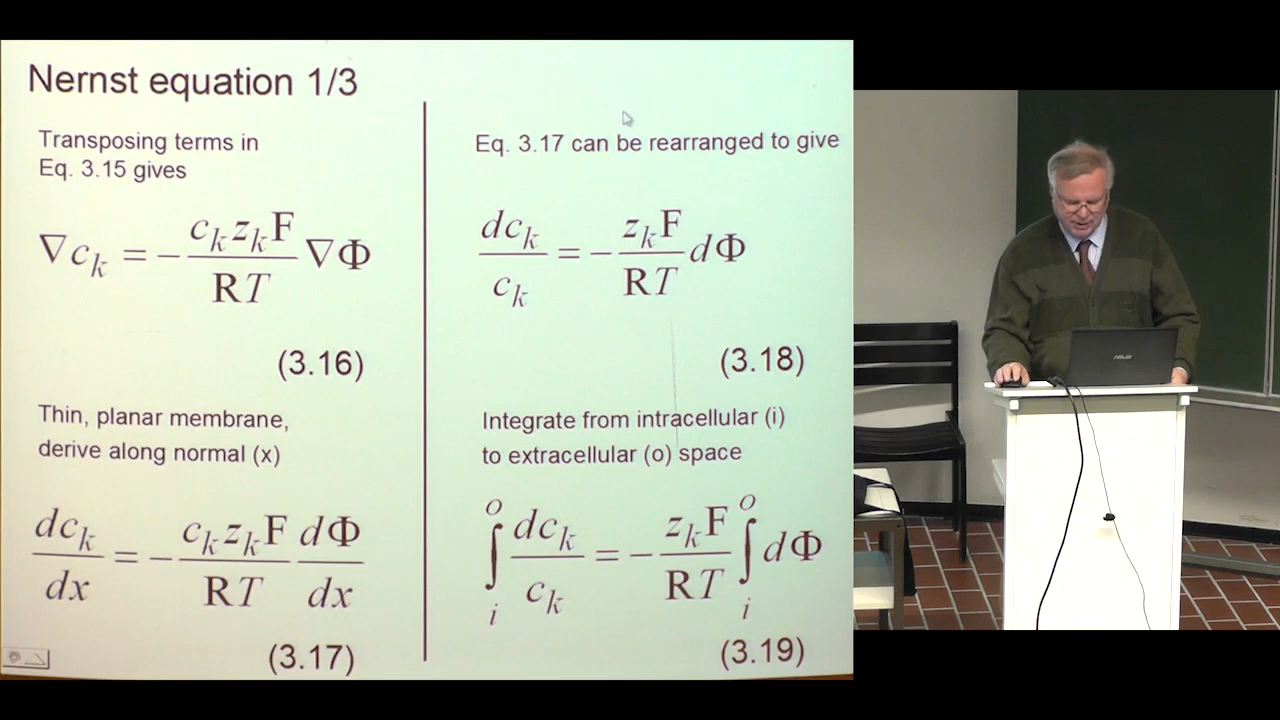 Nernst equation 1/3
Transposing terms in
Eq. 3.15 gives
∇c_k = − (c_k z_k F / RT) ∇Φ
(3.16)
Thin, planar membrane,
derive along normal (x)
dc_k/dx = − (c_k z_k F / RT) dΦ/dx
(3.17)
Eq. 3.17 can be rearranged to give
dc_k/c_k = − (z_k F / RT) dΦ
(3.18)
Integrate from intracellular (i)
to extracellular (o) space
∫_i^o dc_k/c_k = − (z_k F / RT) ∫_i^o dΦ
(3.19)
ASUS